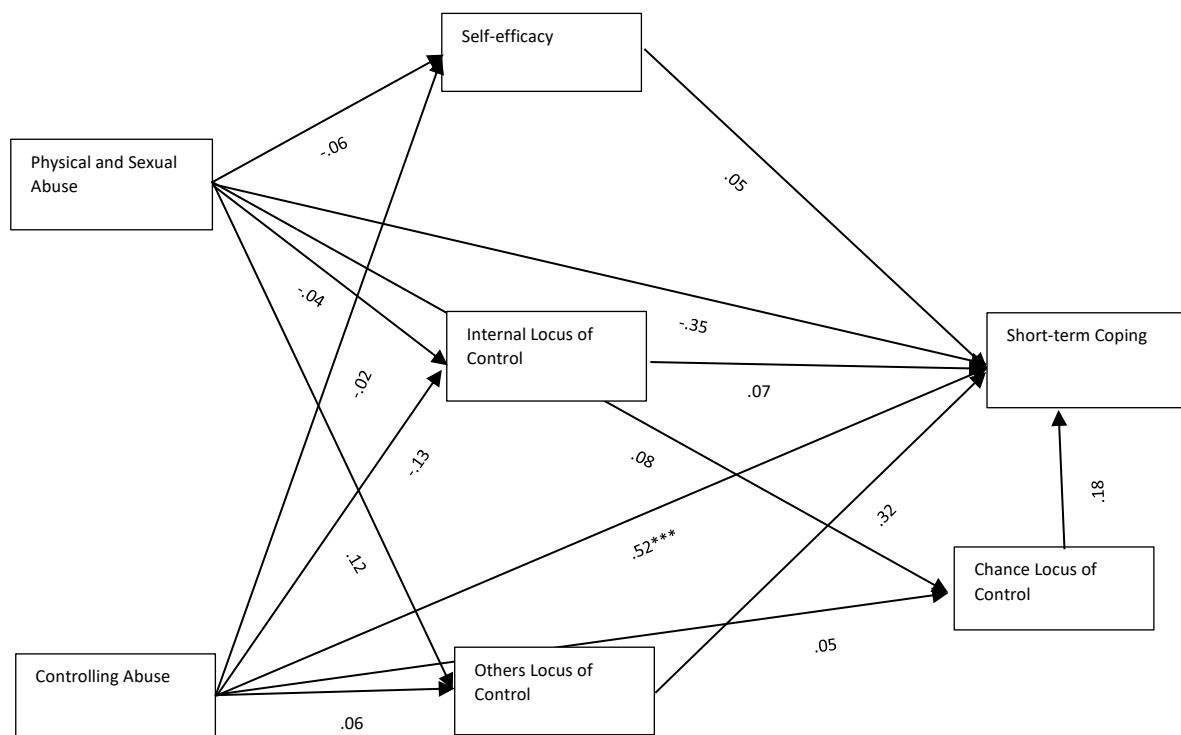 Self-efficacy
Physical and Sexual
Abuse
-.06
.05
-.04
-.35
Internal Locus of
Control
Short-term Coping
-.02
.07
-.13
.08
.18
.32
.52***
.12
Chance Locus of
Control
.05
Controlling Abuse
Others Locus of
Control
.06